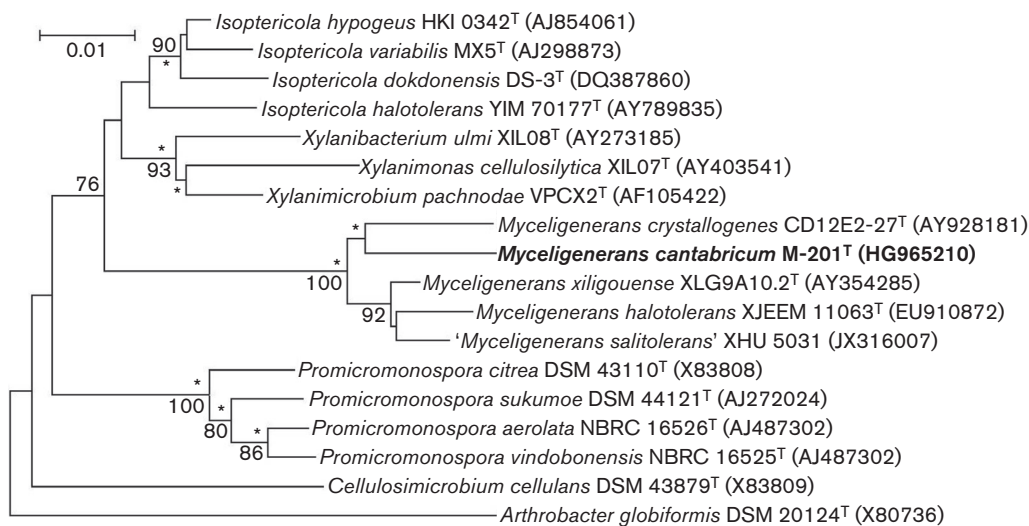 Isoptericola hypogeus HKI 0342T (AJ854061)
90
Isoptericola variabilis MX5T (AJ298873)
0.01
*
Isoptericola dokdonensis DS-3T (DQ387860)
Isoptericola halotolerans YIM 70177T (AY789835)
Xylanibacterium ulmi XIL08T (AY273185)
*
93
Xylanimonas cellulosilytica XIL07T (AY403541)
*
76
Xylanimicrobium pachnodae VPCX2T (AF105422)
Myceligenerans crystallogenes CD12E2-27T (AY928181)
*
Myceligenerans cantabricum M-201T (HG965210)
*
100
Myceligenerans xiligouense XLG9A10.2T (AY354285)
92
Myceligenerans halotolerans XJEEM 11063T (EU910872)
‘Myceligenerans salitolerans’ XHU 5031 (JX316007)
Promicromonospora citrea DSM 43110T (X83808)
*
100
Promicromonospora sukumoe DSM 44121T (AJ272024)
*
80
Promicromonospora aerolata NBRC 16526T (AJ487302)
*
86
Promicromonospora vindobonensis NBRC 16525T (AJ487302)
Cellulosimicrobium cellulans DSM 43879T (X83809)
Arthrobacter globiformis DSM 20124T (X80736)